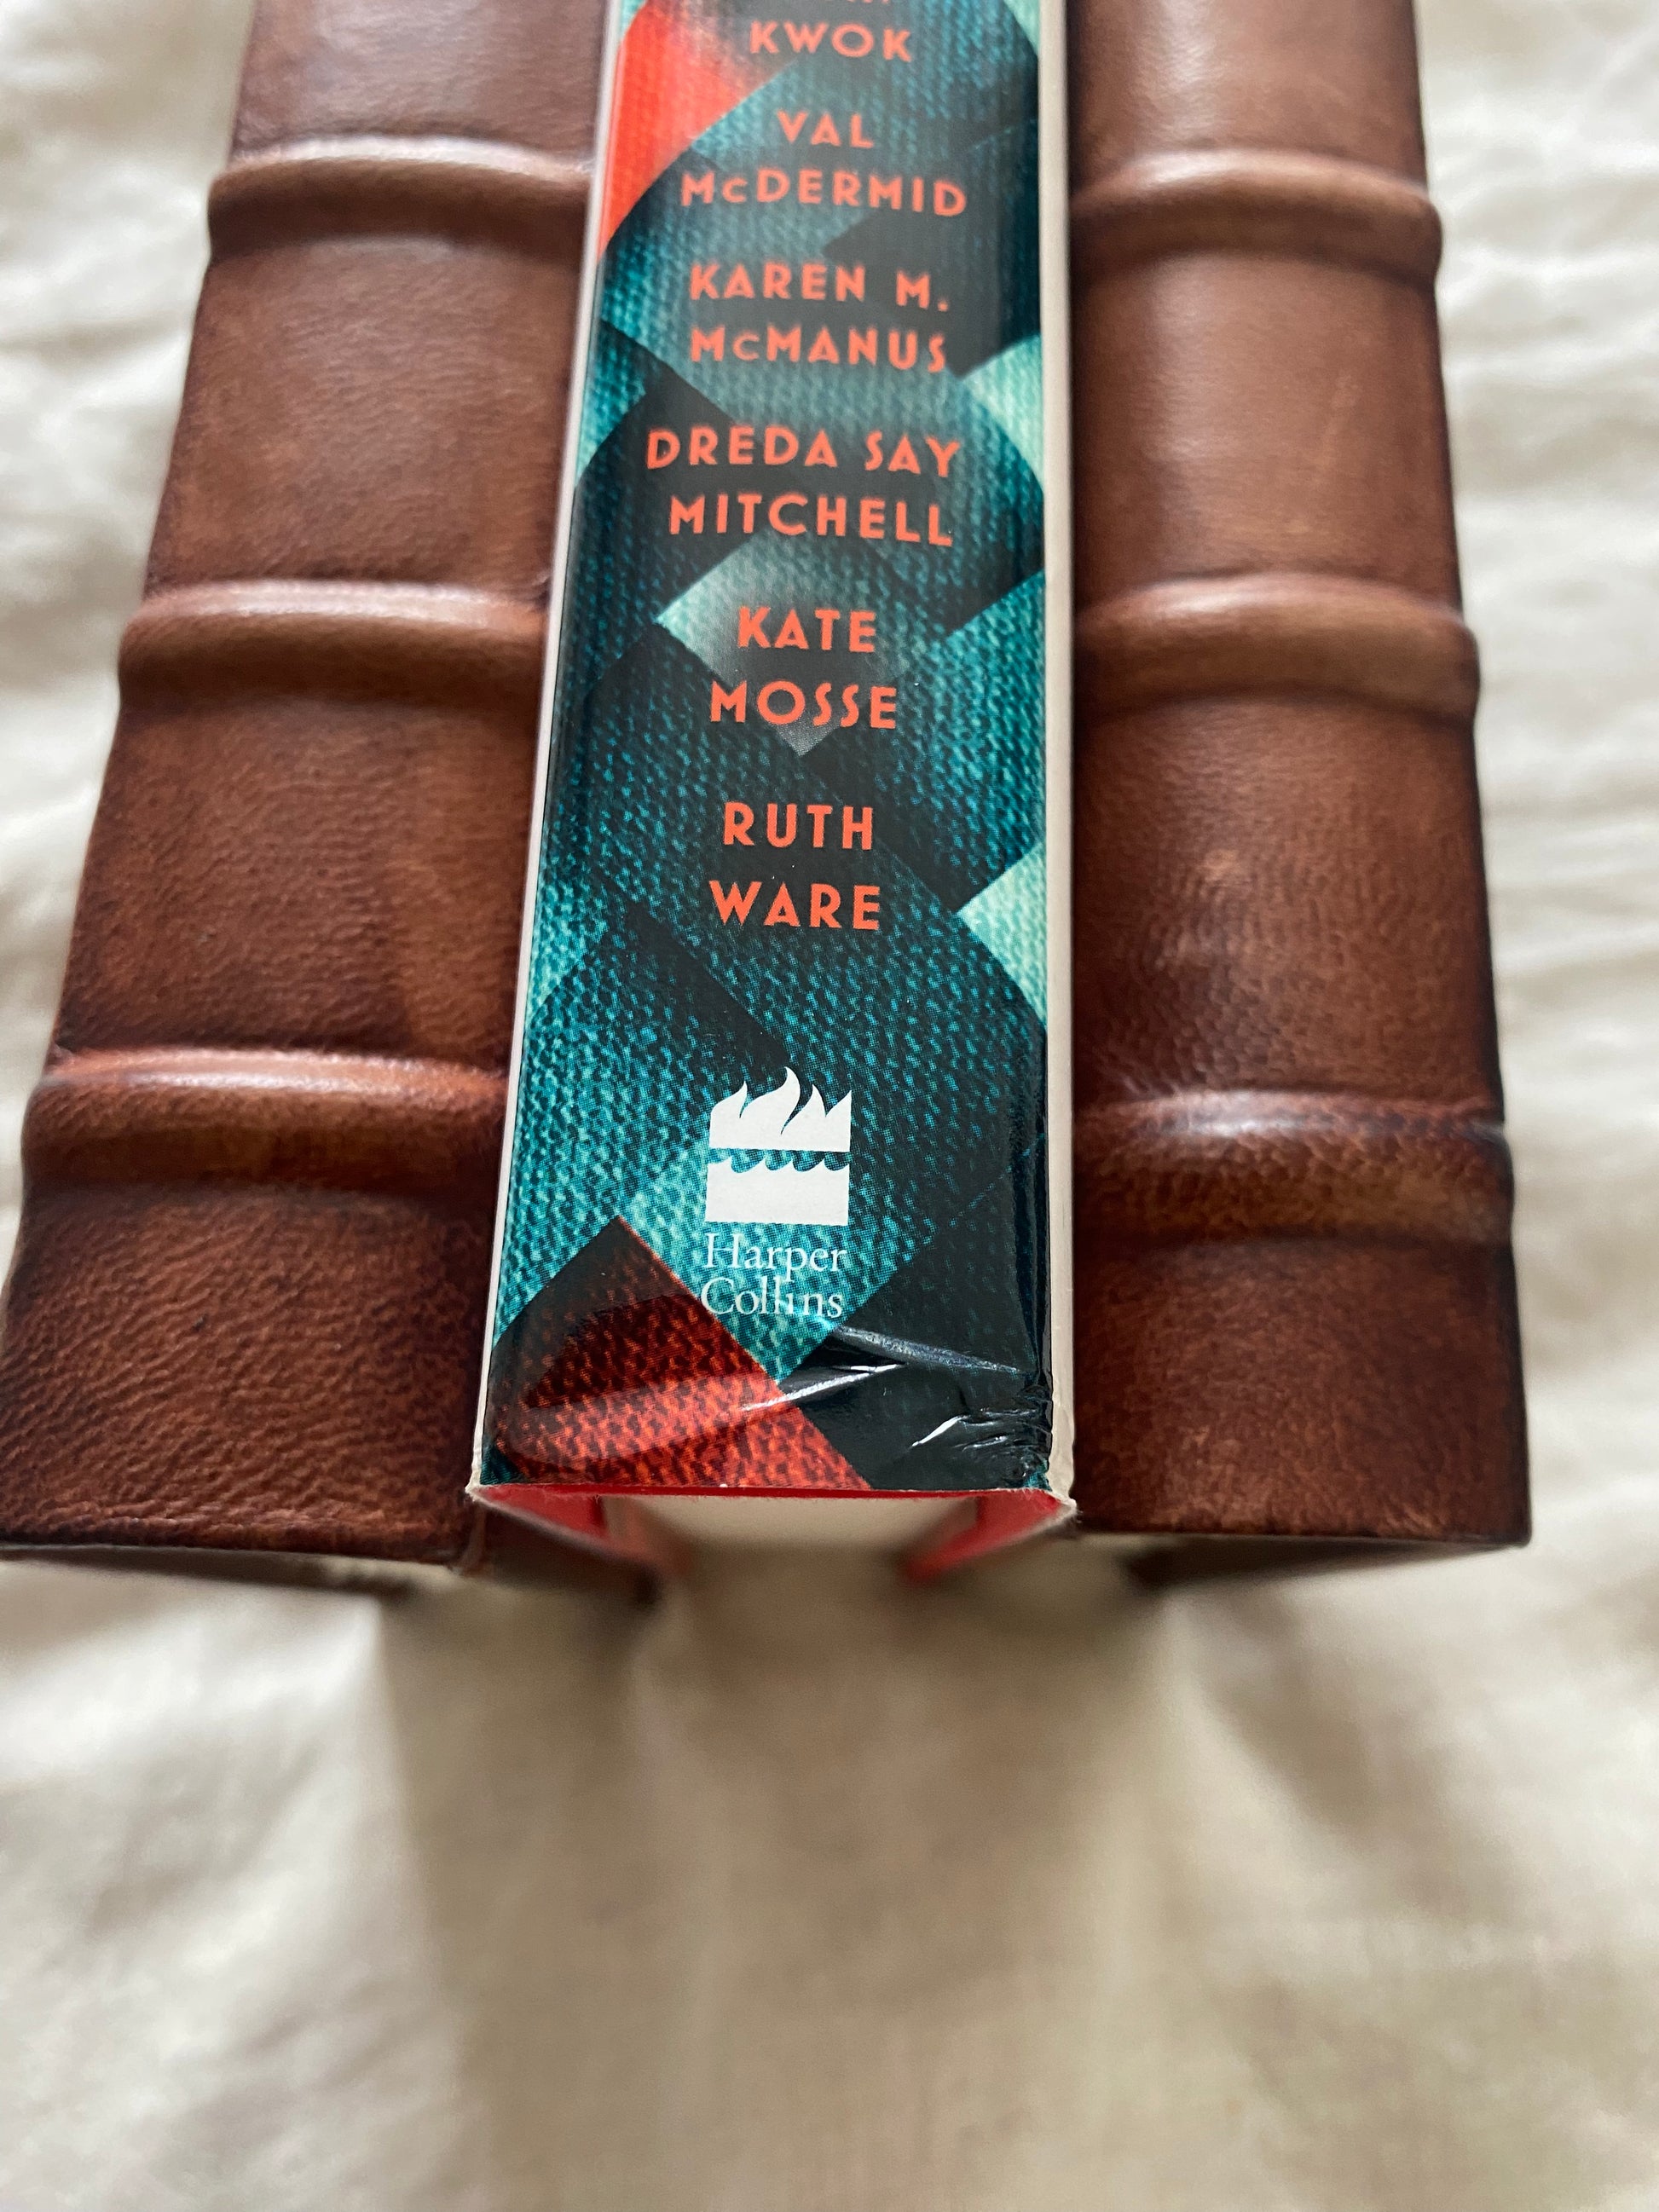 KWOK
VAL
McDERMID
KAREN M.
McMANUS
DREDA SAY
MITCHELL
KATE
MOSSE
RUTH
WARE
Harper
Collins